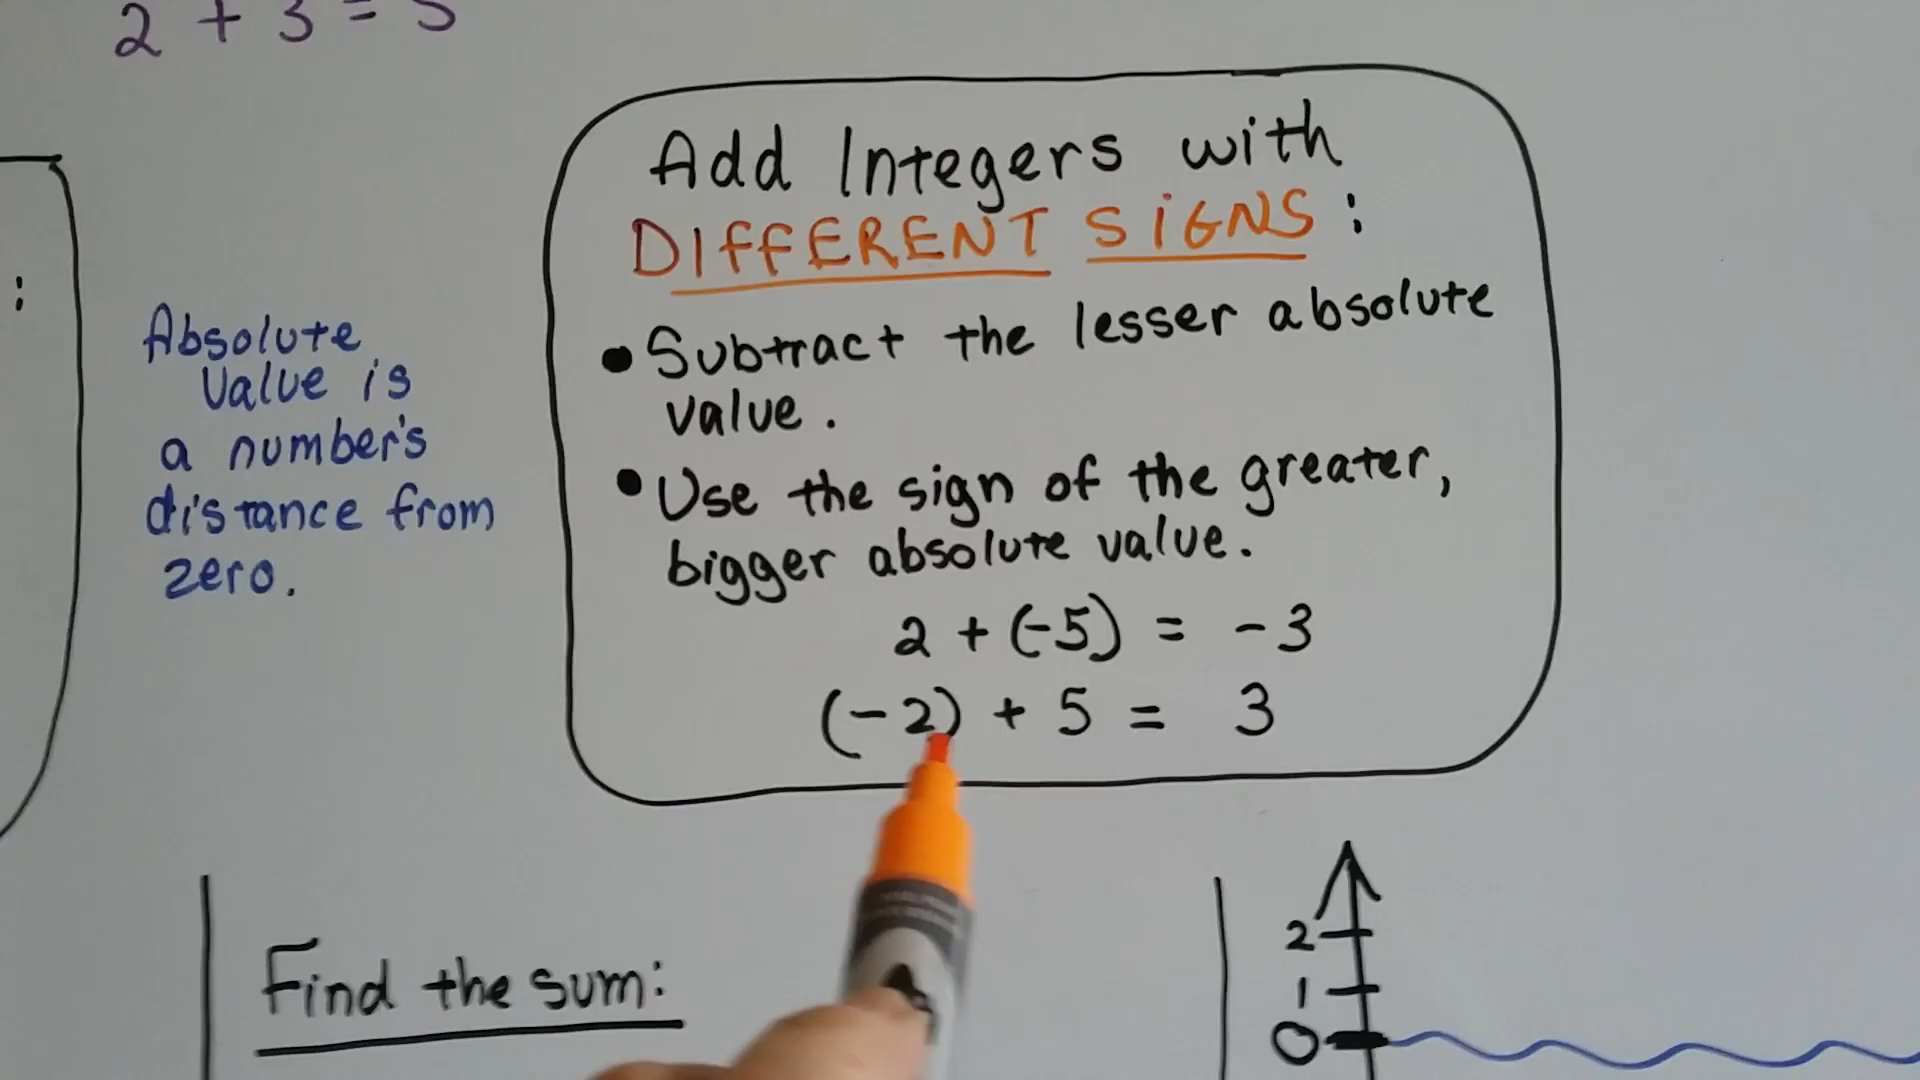 2 + 3 = 5
Add Integers with
DIFFERENT SIGNS:
• Subtract the lesser absolute
value.
• Use the sign of the greater,
bigger absolute value.
2 + (-5) = -3
(-2) + 5 = 3
:
Absolute
Value is
a number's
distance from
zero.
Find the sum:
2
1
0